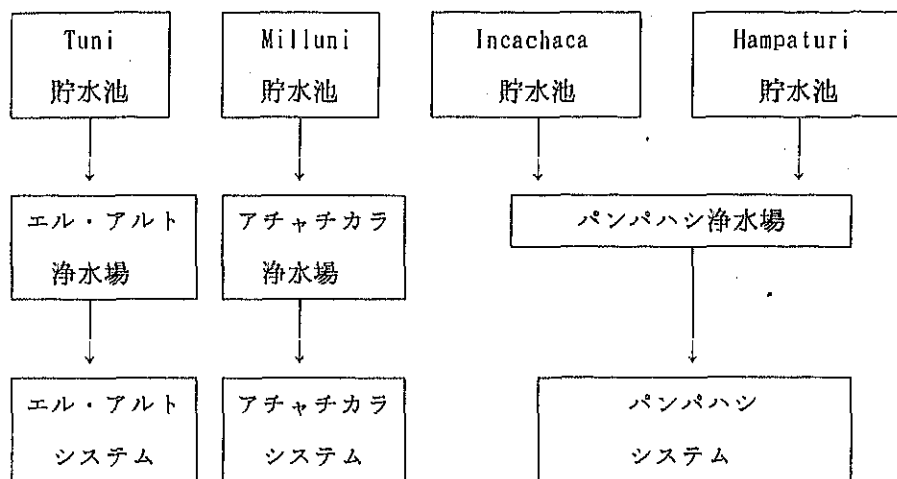 Tuni
貯水池
Milluni
貯水池
Incachaca
貯水池
Hampaturi
貯水池
エル・アルト
浄水場
アチャチカラ
浄水場
パンパハシ浄水場
エル・アルト
システム
アチャチカラ
システム
パンパハシ
システム